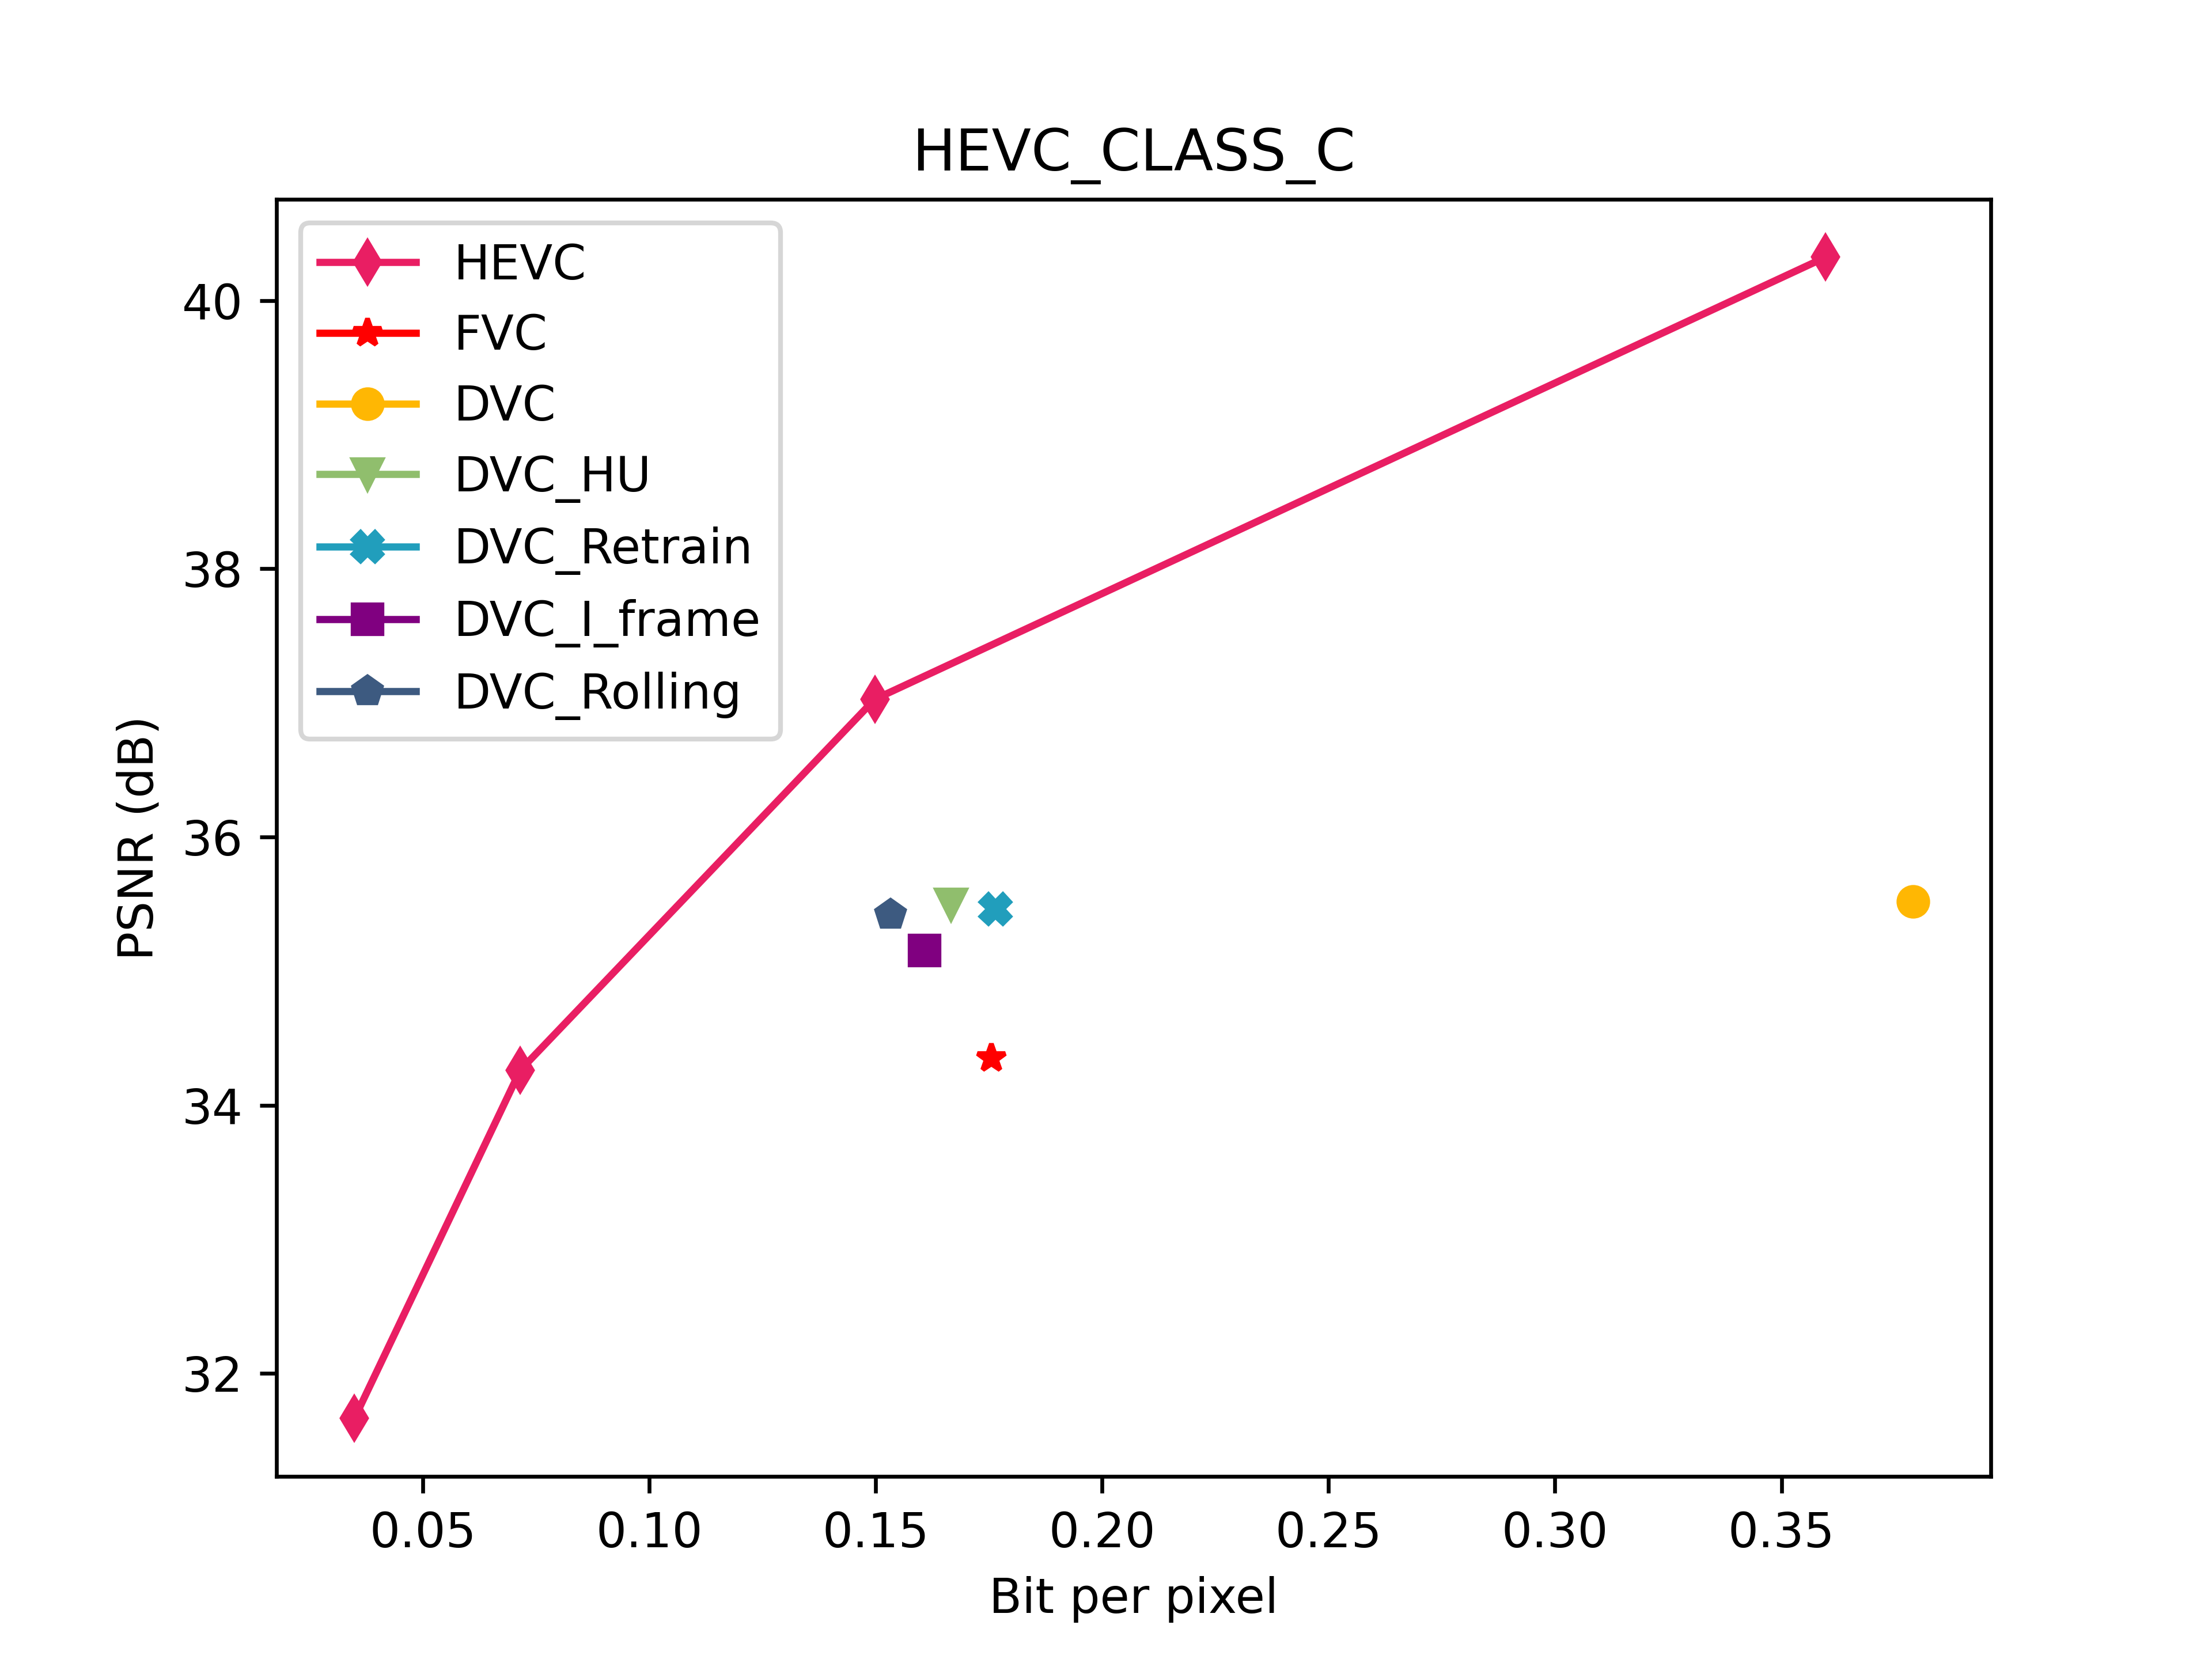 HEVC_CLASS_C
HEVC
FVC
DVC
DVC_HU
DVC_Retrain
DVC_I_frame
DVC_Rolling
PSNR (dB)
40
38
36
34
32
0.05 0.10 0.15 0.20 0.25 0.30 0.35
Bit per pixel